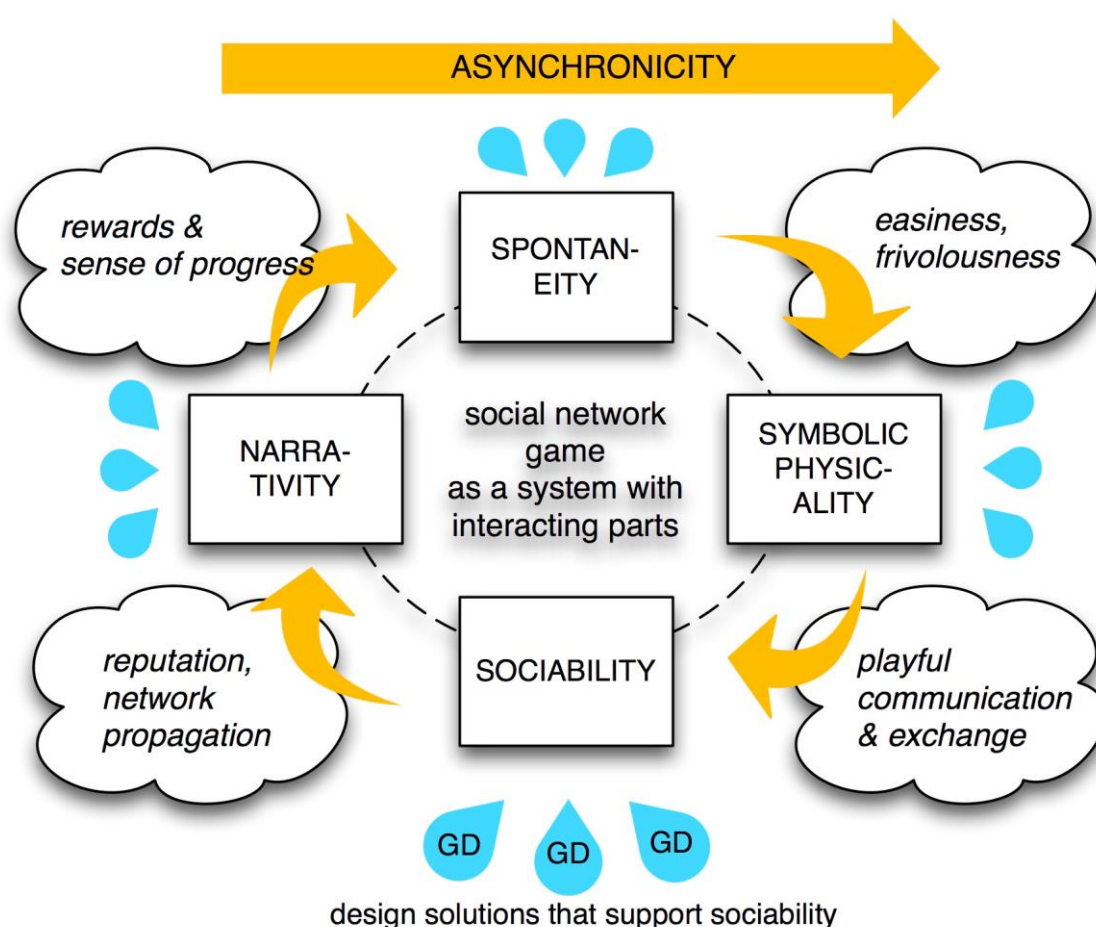 ASYNCHRONICITY
rewards &
sense of progress
SPONTAN-
EITY
easiness,
frivolousness
NARRA-
TIVITY
social network
game
as a system with
interacting parts
SYMBOLIC
PHYSIC-
ALITY
reputation,
network
propagation
SOCIABILITY
playful
communication
& exchange
GD
GD
GD
design solutions that support sociability